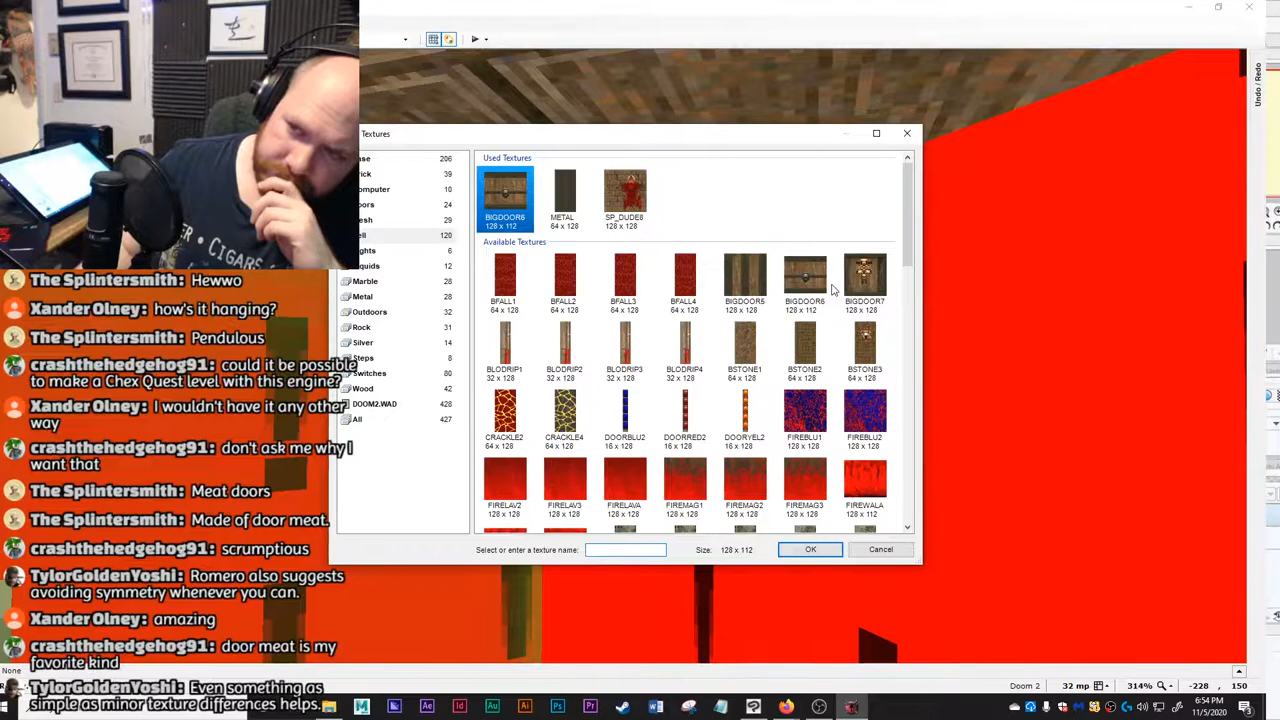 Textures
ase 206
rick 39
omputer 10
oors 24
esh 29
ell 120
ghts 6
quids 12
Marble 28
Metal 28
Outdoors 32
Rock 31
Silver 14
Steps 8
Switches 80
Wood 42
DOOM2.WAD 428
All 427
Used Textures
BIGDOOR6 METAL SP_DUDE8
128 x 112 64 x 128 128 x 128
Available Textures
BFALL1 BFALL2 BFALL3 BFALL4 BIGDOOR5 BIGDOOR6 BIGDOOR7
64 x 128 64 x 128 64 x 128 64 x 128 128 x 128 128 x 112 128 x 128
BLODRIP1 BLODRIP2 BLODRIP3 BLODRIP4 BSTONE1 BSTONE2 BSTONE3
32 x 128 32 x 128 32 x 128 32 x 128 64 x 128 64 x 128 64 x 128
CRACKLE2 CRACKLE4 DOORBLU2 DOORRED2 DOORYEL2 FIREBLU1 FIREBLU2
64 x 128 64 x 128 16 x 128 16 x 128 16 x 128 128 x 128 128 x 128
FIRELAV2 FIRELAV3 FIRELAVA FIREMAG1 FIREMAG2 FIREMAG3 FIREWALA
128 x 128 128 x 128 128 x 128 128 x 128 128 x 128 128 x 128 128 x 112
Select or enter a texture name: Size: 128 x 112 OK Cancel
Undo / Redo
The Splintersmith: Hewwo
Xander Olney: how's it hanging?
The Splintersmith: Pendulous
crashthehedgehog91: could it be possible
to make a Chex Quest level with this engine?
Xander Olney: I wouldn't have it any other
way
crashthehedgehog91: don't ask me why I
want that
The Splintersmith: Meat doors
The Splintersmith: Made of door meat.
crashthehedgehog91: scrumptious
TylorGoldenYoshi: Romero also suggests
avoiding symmetry whenever you can.
Xander Olney: amazing
crashthehedgehog91: door meat is my
favorite kind
TylorGoldenYoshi: Even something as
simple as minor texture differences helps.
None
Doom 2 32 mp 314% -228 , 150
6:54 PM
11/5/2020